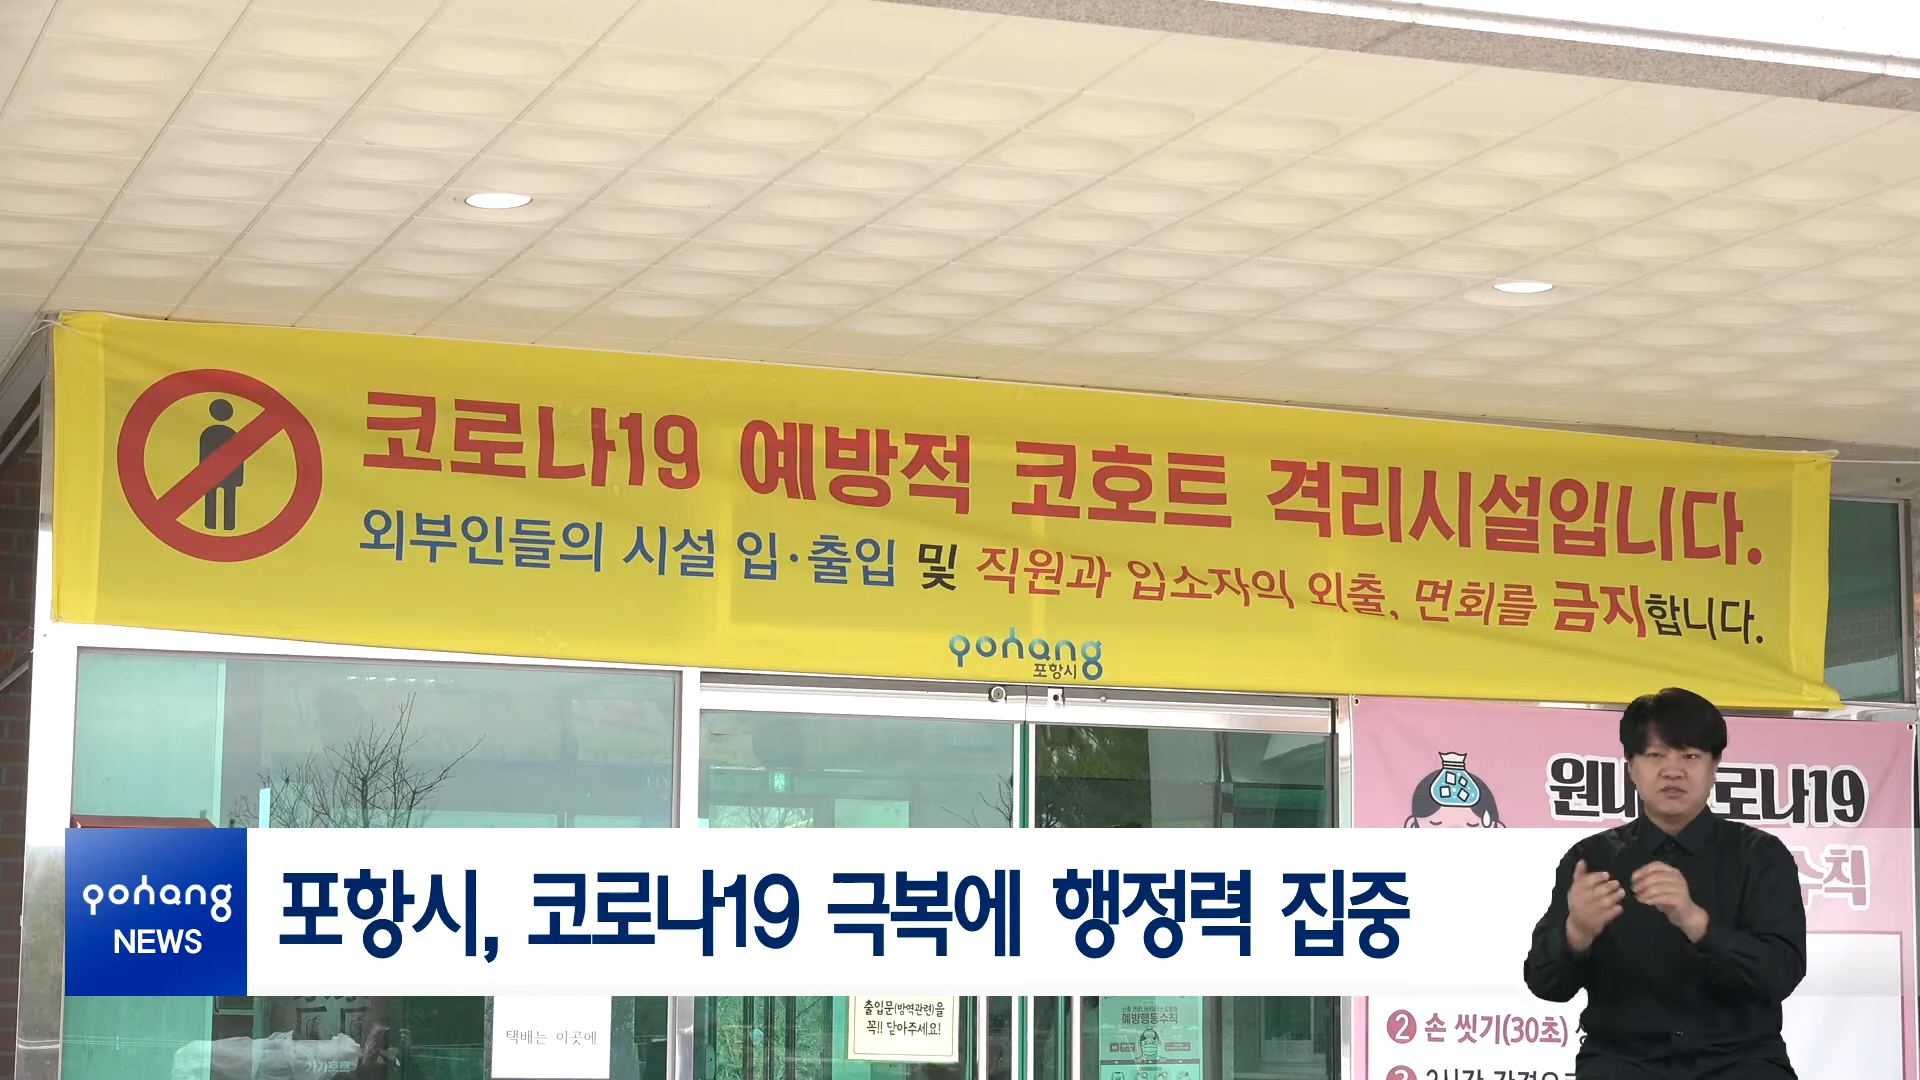 코로나19 예방적 코호트 격리시설입니다.
외부인들의 시설 입·출입 및 직원과 입소자의 외출, 면회를 금지합니다.
pohang
포항시
원내 코로나19
수칙
pohang
NEWS
포항시, 코로나19 극복에 행정력 집중
출입문(방역관련)을
꼭!! 닫아주세요!
택배는 이곳에
예방행동수칙
2 손 씻기(30초)